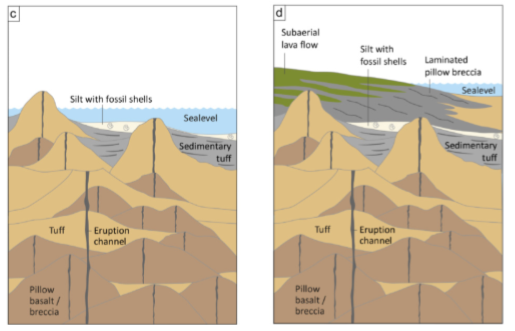 c
Silt with fossil shells
Sealevel
Sedimentary
tuff
Tuff
Eruption
channel
Pillow
basalt /
breccia
d
Subaerial
lava flow
Silt with
fossil shells
Laminated
pillow breccia
Sealevel
Sedimentary
tuff
Tuff
Eruption
channel
Pillow
basalt /
breccia